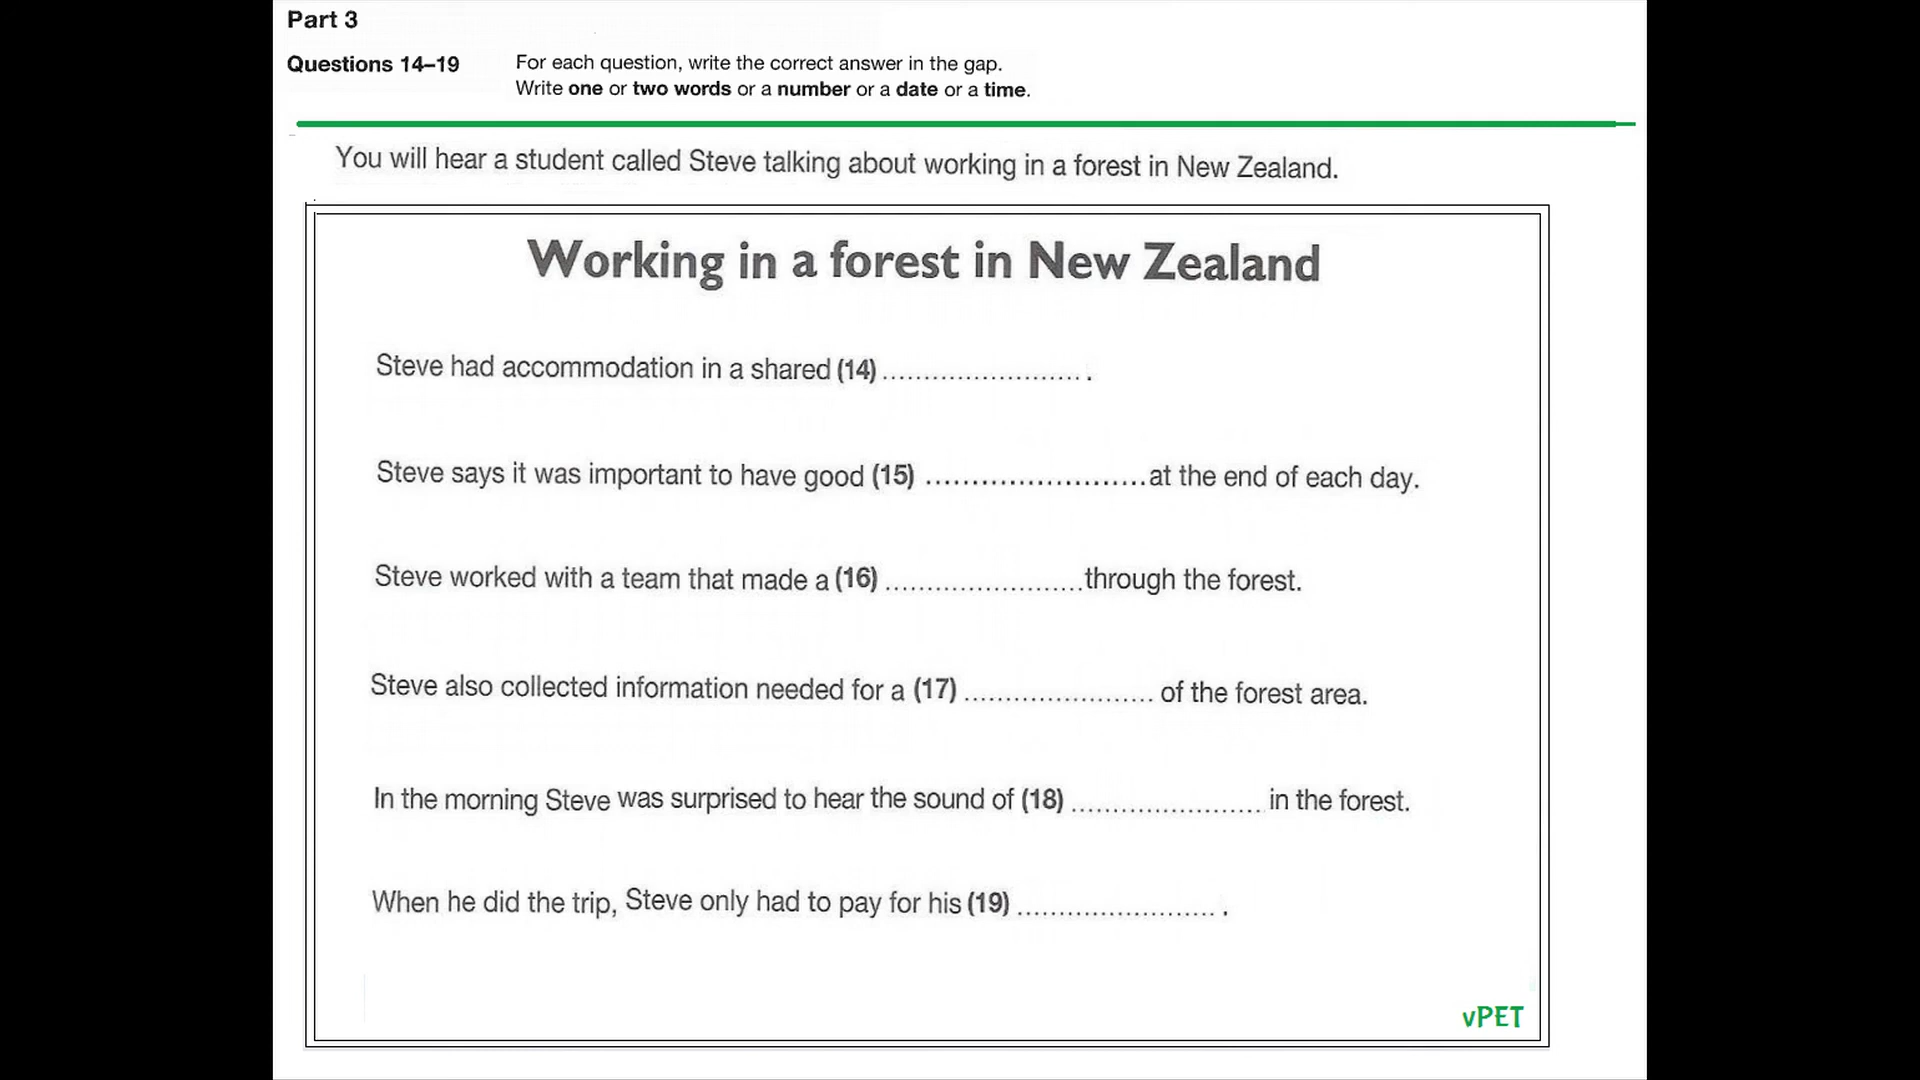 Part 3
Questions 14–19
For each question, write the correct answer in the gap.
Write one or two words or a number or a date or a time.
You will hear a student called Steve talking about working in a forest in New Zealand.
Working in a forest in New Zealand
Steve had accommodation in a shared (14) ........................ .
Steve says it was important to have good (15) ........................ at the end of each day.
Steve worked with a team that made a (16) ........................ through the forest.
Steve also collected information needed for a (17) ....................... of the forest area.
In the morning Steve was surprised to hear the sound of (18) ....................... in the forest.
When he did the trip, Steve only had to pay for his (19) ........................ .
vPET